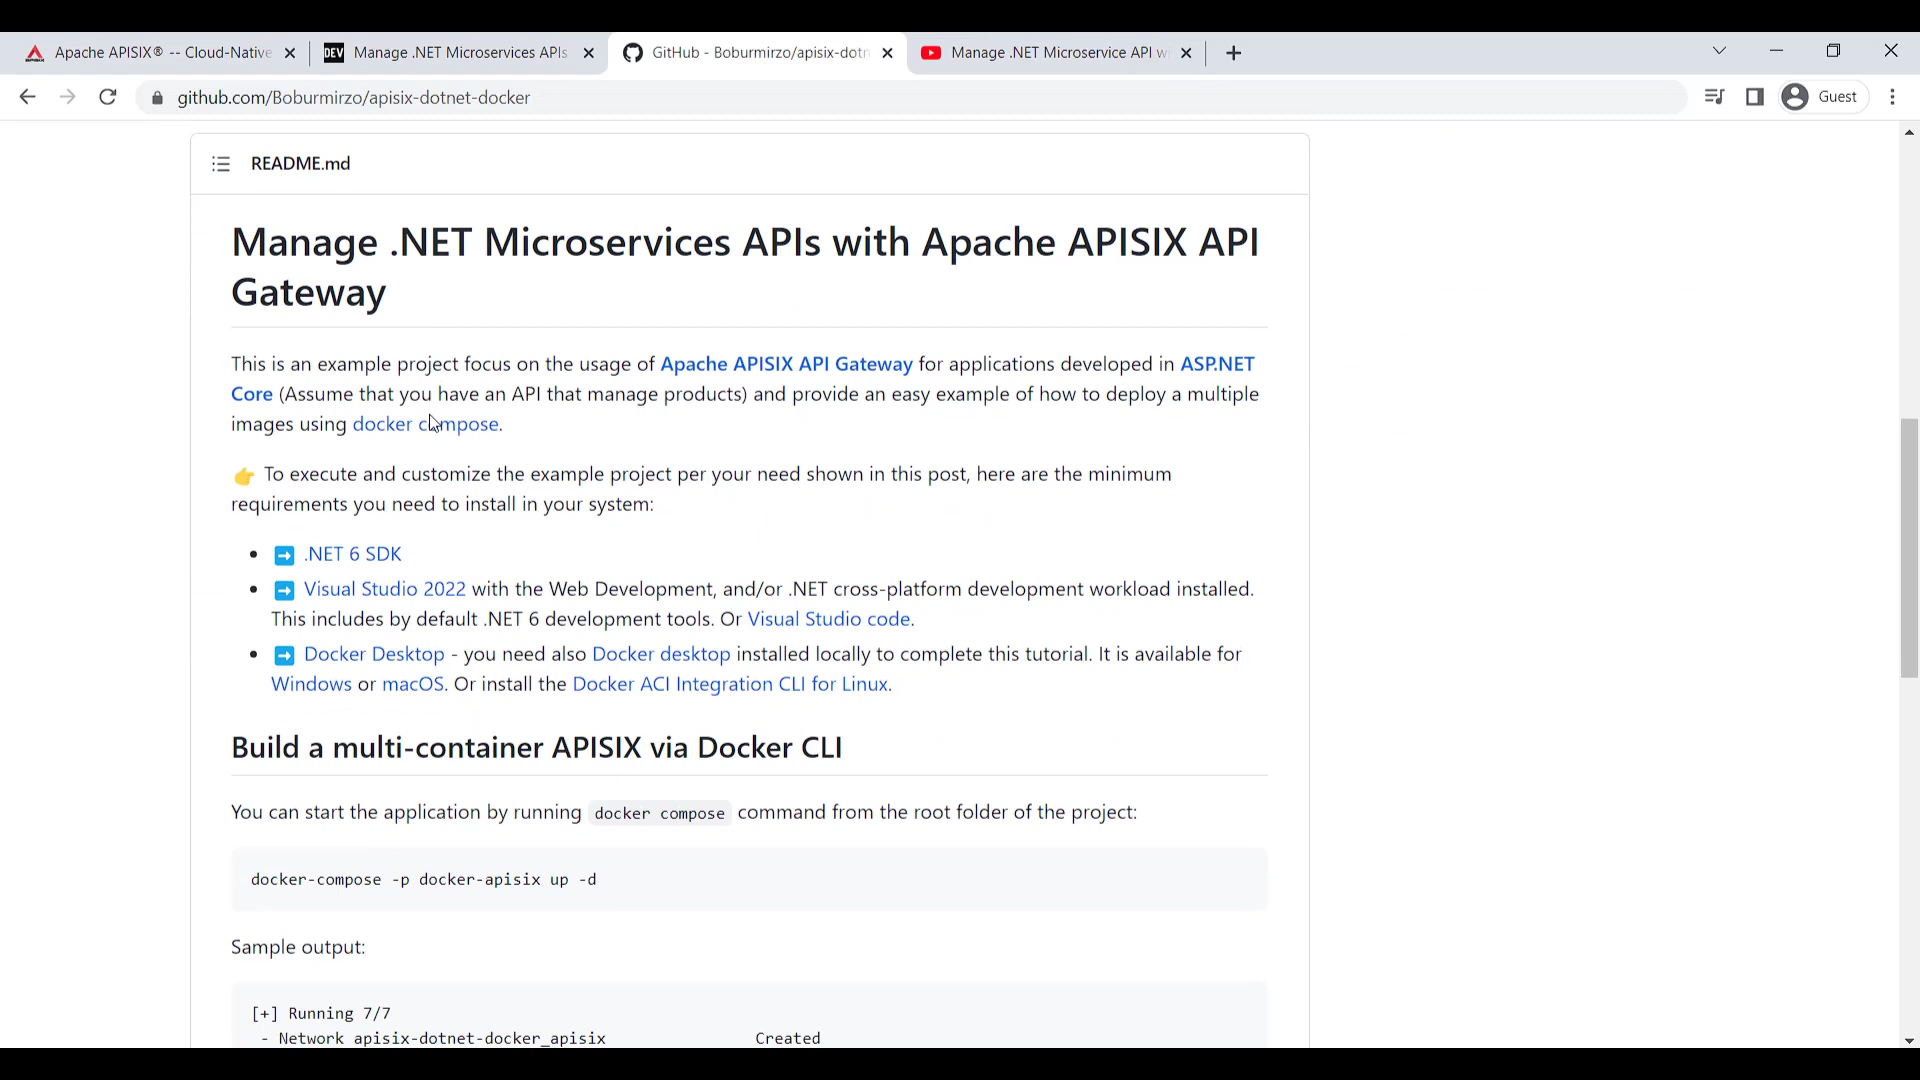 Apache APISIX® -- Cloud-Native
DEV Manage .NET Microservices APIs
GitHub - Boburmirzo/apisix-dotn
Manage .NET Microservice API w
github.com/Boburmirzo/apisix-dotnet-docker
Guest
README.md
Manage .NET Microservices APIs with Apache APISIX API
Gateway
This is an example project focus on the usage of Apache APISIX API Gateway for applications developed in ASP.NET
Core (Assume that you have an API that manage products) and provide an easy example of how to deploy a multiple
images using docker compose.
👉 To execute and customize the example project per your need shown in this post, here are the minimum
requirements you need to install in your system:
• ➡ .NET 6 SDK
• ➡ Visual Studio 2022 with the Web Development, and/or .NET cross-platform development workload installed.
This includes by default .NET 6 development tools. Or Visual Studio code.
• ➡ Docker Desktop - you need also Docker desktop installed locally to complete this tutorial. It is available for
Windows or macOS. Or install the Docker ACI Integration CLI for Linux.
Build a multi-container APISIX via Docker CLI
You can start the application by running docker compose command from the root folder of the project:
docker-compose -p docker-apisix up -d
Sample output:
[+] Running 7/7
- Network apisix-dotnet-docker_apisix Created